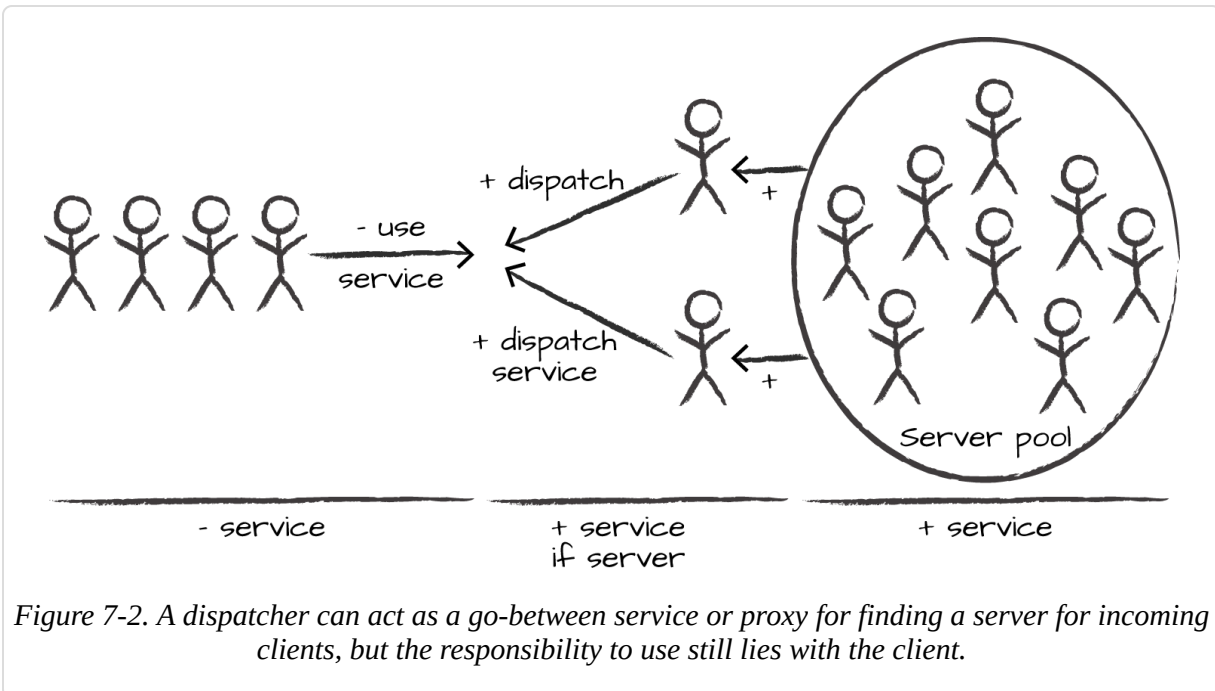 + dispatch
+
- use
service
+ dispatch
service
+
Server pool
- service
+ service
if server
+ service
Figure 7-2. A dispatcher can act as a go-between service or proxy for finding a server for incoming
clients, but the responsibility to use still lies with the client.